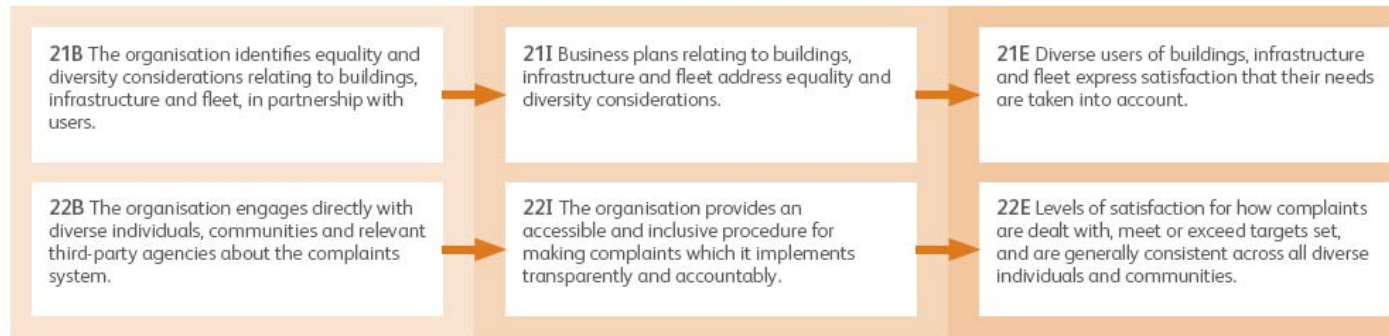 21B The organisation identifies equality and
diversity considerations relating to buildings,
infrastructure and fleet, in partnership with
users.
21I Business plans relating to buildings,
infrastructure and fleet address equality and
diversity considerations.
21E Diverse users of buildings, infrastructure
and fleet express satisfaction that their needs
are taken into account.
22B The organisation engages directly with
diverse individuals, communities and relevant
third-party agencies about the complaints
system.
22I The organisation provides an
accessible and inclusive procedure for
making complaints which it implements
transparently and accountably.
22E Levels of satisfaction for how complaints
are dealt with, meet or exceed targets set,
and are generally consistent across all diverse
individuals and communities.